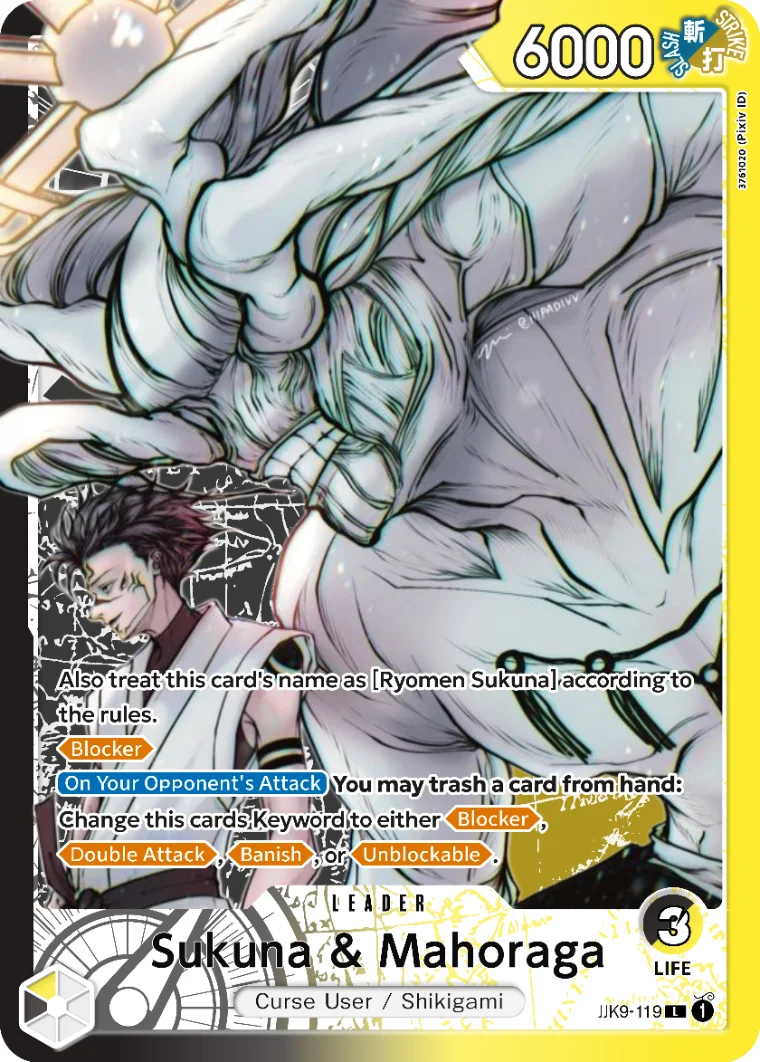 6000
斬 打
SLASH STRIKE
3761020 (Pixiv ID)
@NIPADIVV
Also treat this card's name as [Ryomen Sukuna] according to
the rules.
Blocker
On Your Opponent's Attack You may trash a card from hand:
Change this cards Keyword to either Blocker,
Double Attack, Banish, or Unblockable.
LEADER
3
Sukuna & Mahoraga
LIFE
Curse User / Shikigami
JJK9-119 L 1